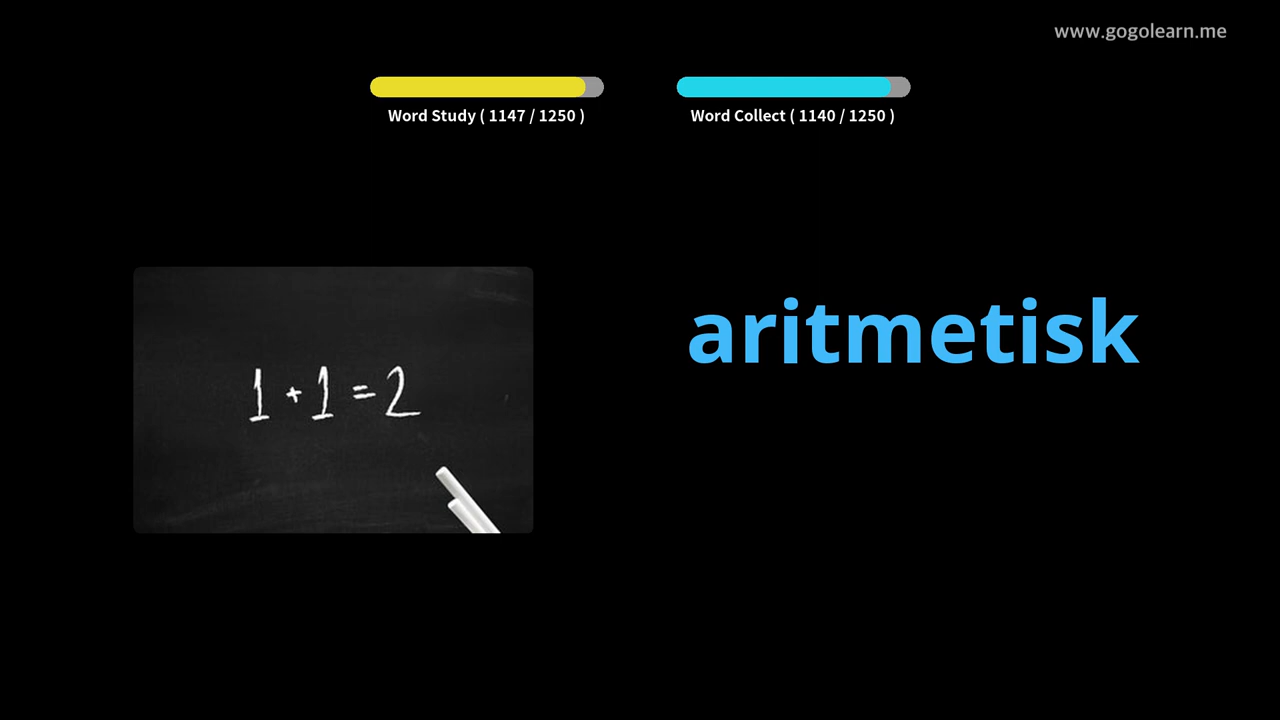 www.gogolearn.me
Word Study ( 1147 / 1250 )
Word Collect ( 1140 / 1250 )
aritmetisk
1 + 1 = 2